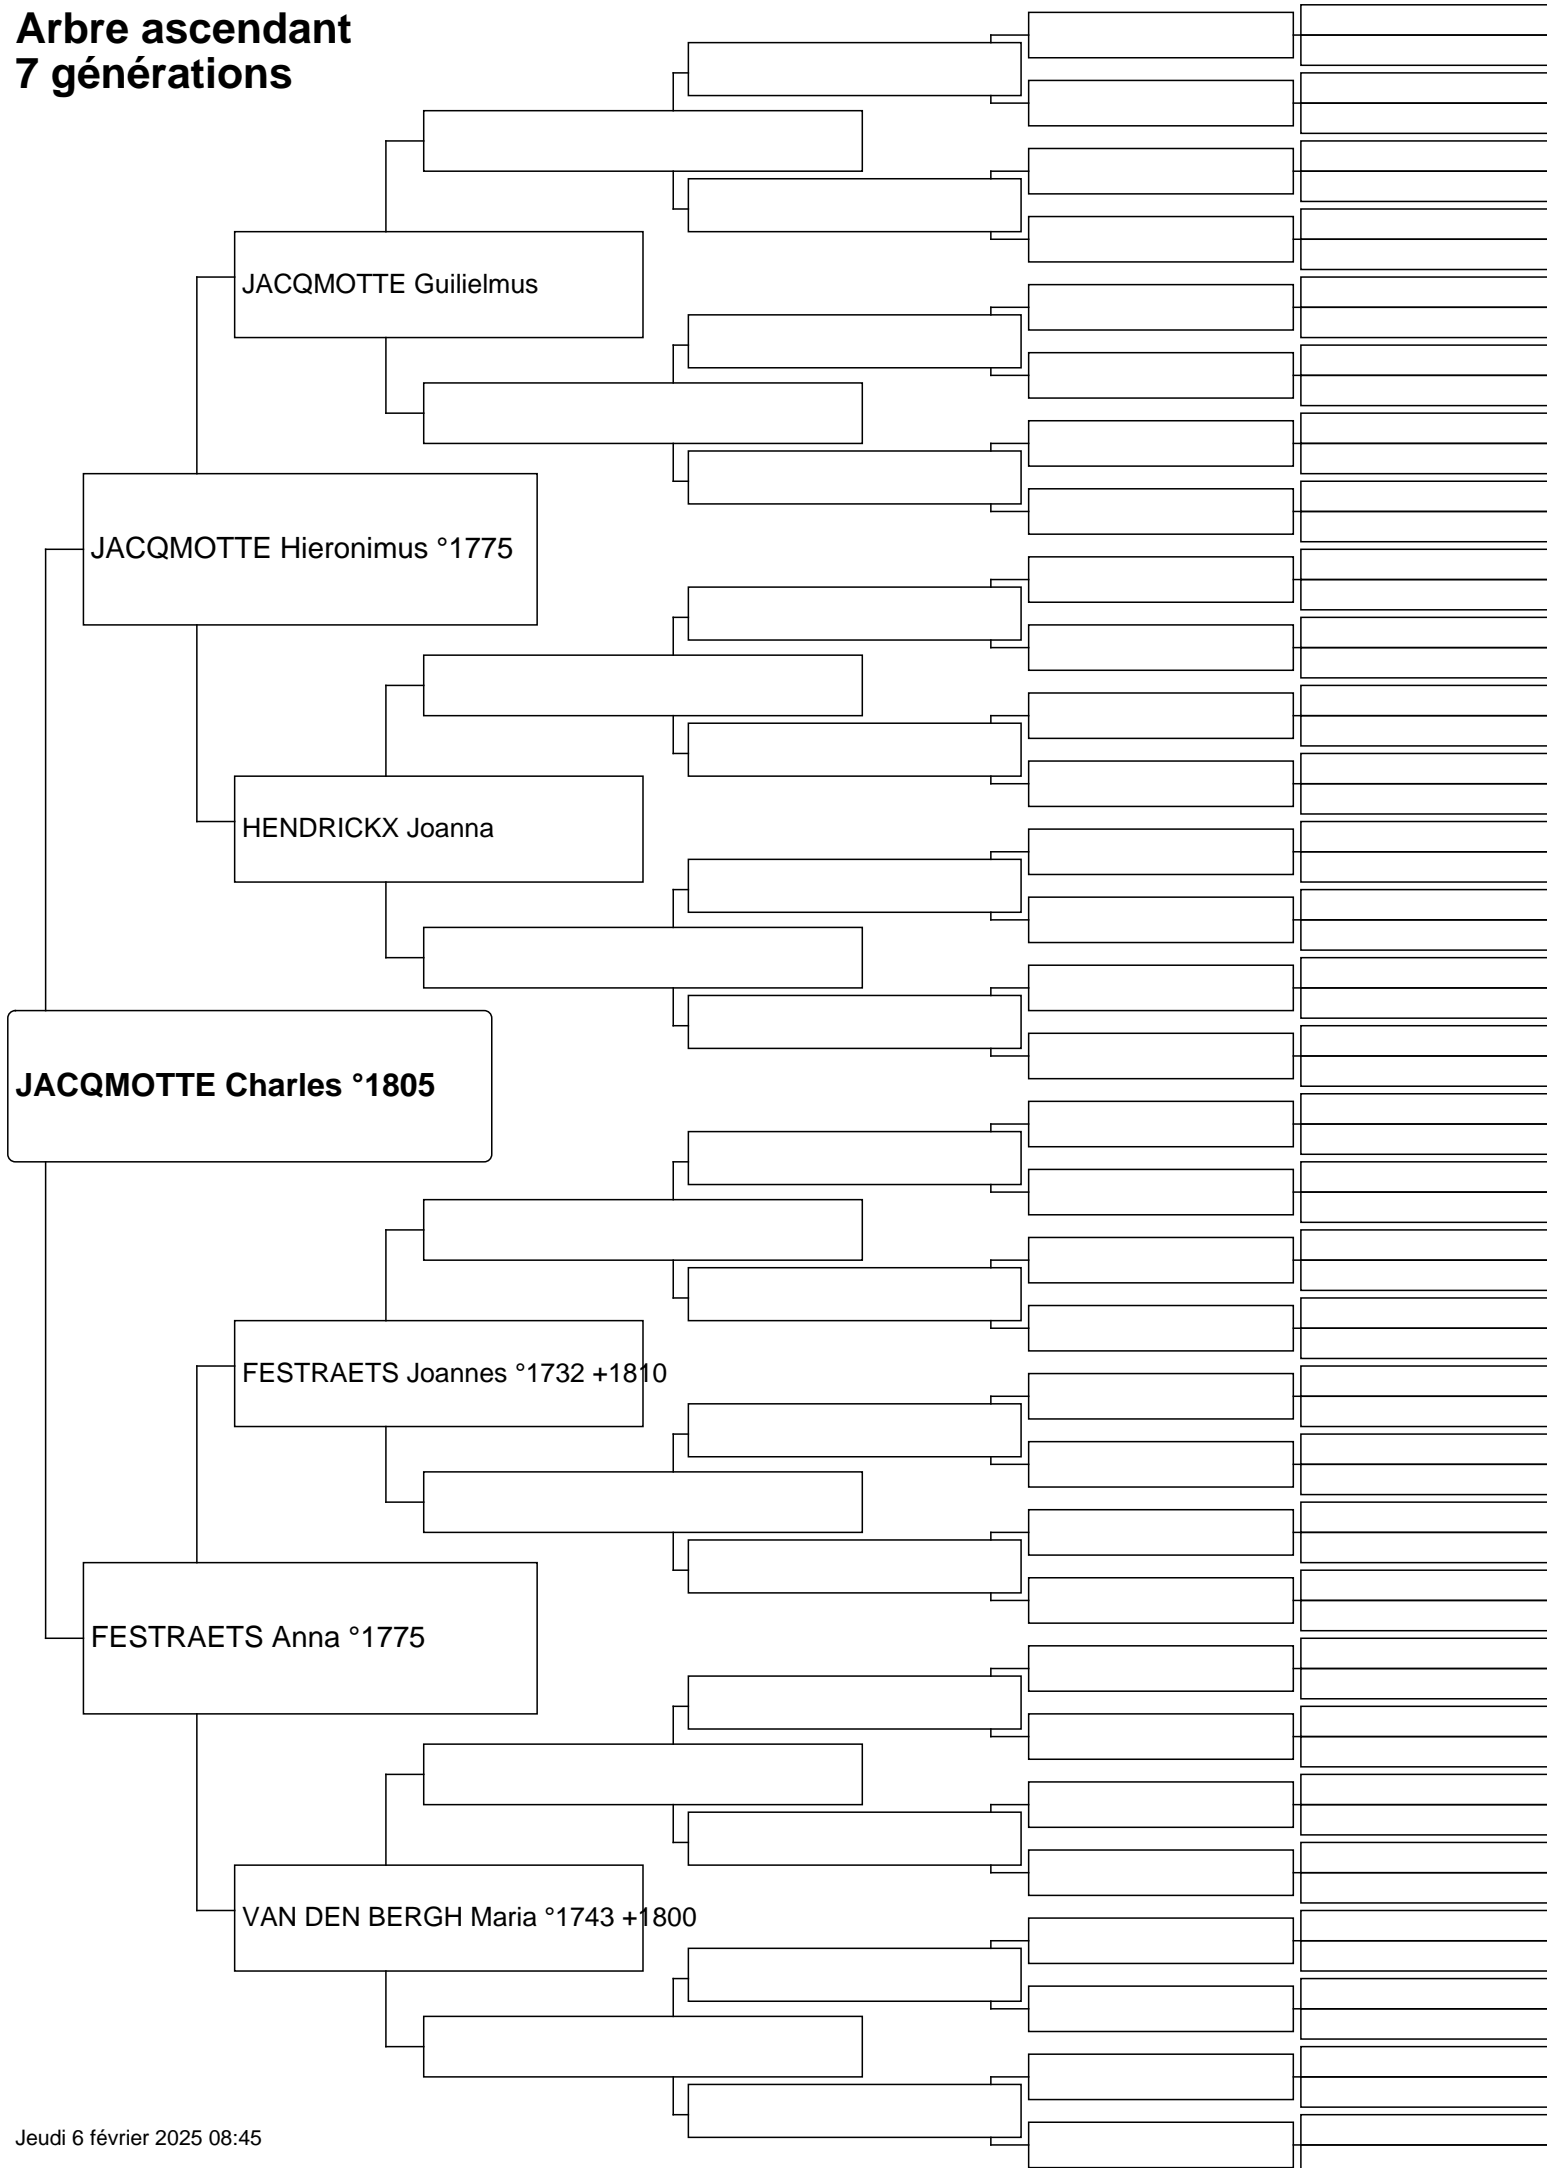 Arbre ascendant
7 générations
JACQMOTTE Guilielmus
JACQMOTTE Hieronimus °1775
HENDRICKX Joanna
JACQMOTTE Charles °1805
FESTRAETS Joannes °1732 +1810
FESTRAETS Anna °1775
VAN DEN BERGH Maria °1743 +1800
Jeudi 6 février 2025 08:45